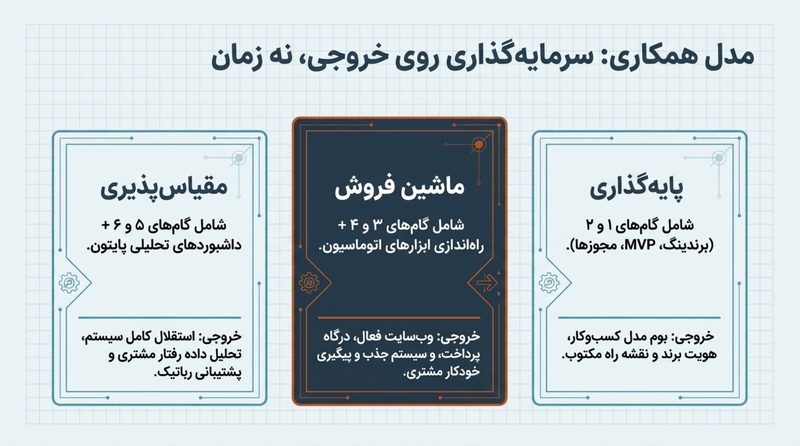 مدل همکاری: سرمایه‌گذاری روی خروجی، نه زمان
پایه‌گذاری
شامل گام‌های ۱ و ۲
(برندینگ، MVP، مجوزها).
خروجی: بوم مدل کسب‌وکار،
هویت برند و نقشه راه مکتوب.
ماشین فروش
شامل گام‌های ۳ و ۴ +
راه‌اندازی ابزارهای اتوماسیون.
خروجی: وب‌سایت فعال، درگاه
پرداخت، و سیستم جذب و پیگیری
خودکار مشتری.
مقیاس‌پذیری
شامل گام‌های ۵ و ۶ +
داشبوردهای تحلیلی پایتون.
خروجی: استقلال کامل سیستم،
تحلیل داده رفتار مشتری و
پشتیبانی رباتیک.